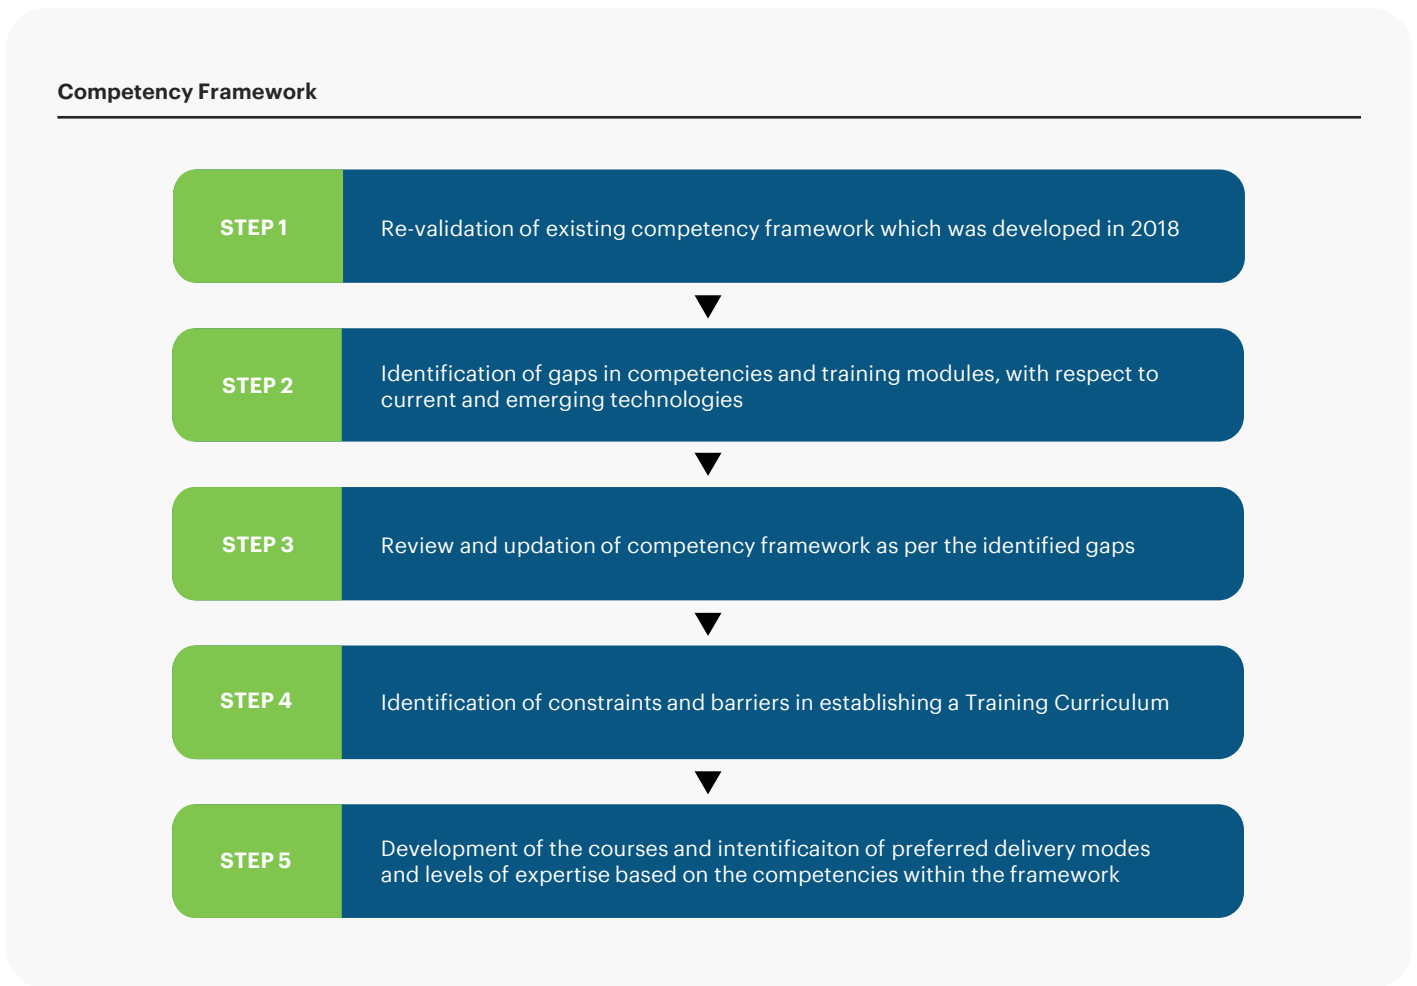 Competency Framework
STEP 1
Re-validation of existing competency framework which was developed in 2018
STEP 2
Identification of gaps in competencies and training modules, with respect to
current and emerging technologies
STEP 3
Review and updation of competency framework as per the identified gaps
STEP 4
Identification of constraints and barriers in establishing a Training Curriculum
STEP 5
Development of the courses and intentificaiton of preferred delivery modes
and levels of expertise based on the competencies within the framework